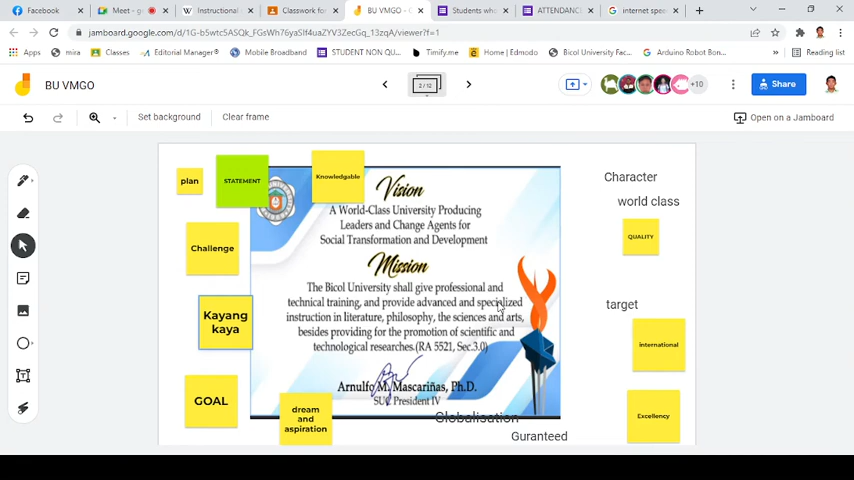 Facebook
Meet -
Instructional
Classwork for
BU VMGO - 
Students who
ATTENDANC
internet spee
jamboard.google.com/d/1G-b5wtc5ASQk_FGsWh76yaSlf4uaZYV3ZecGq_13zqA/viewer?f=1
Apps
mira
Classes
Editorial Manager®
Mobile Broadband
STUDENT NON QU...
Timify.me
Home | Edmodo
Bicol University Fac...
Arduino Robot Bon...
»
Reading list
BU VMGO
2 / 12
+10
Share
Set background
Clear frame
Open on a Jamboard
plan
STATEMENT
Knowledgable
Character
world class
QUALITY
Challenge
Kayang
kaya
target
international
GOAL
dream
and
aspiration
Excellency
Globalisation
Guranteed
Vision
A World-Class University Producing
Leaders and Change Agents for
Social Transformation and Development
Mission
The Bicol University shall give professional and
technical training, and provide advanced and specialized
instruction in literature, philosophy, the sciences and arts,
besides providing for the promotion of scientific and
technological researches.(RA 5521, Sec.3.0)
Arnulfo M. Mascariñas, Ph.D.
SUC President IV